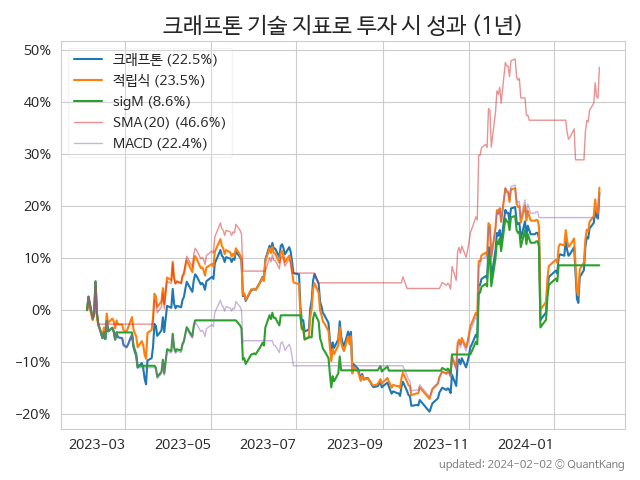 크래프톤 기술 지표로 투자 시 성과 (1년)
50%
40%
30%
20%
10%
0%
−10%
−20%
크래프톤 (22.5%)
적립식 (23.5%)
sigM (8.6%)
SMA(20) (46.6%)
MACD (22.4%)
2023-03 2023-05 2023-07 2023-09 2023-11 2024-01
updated: 2024-02-02 © QuantKang